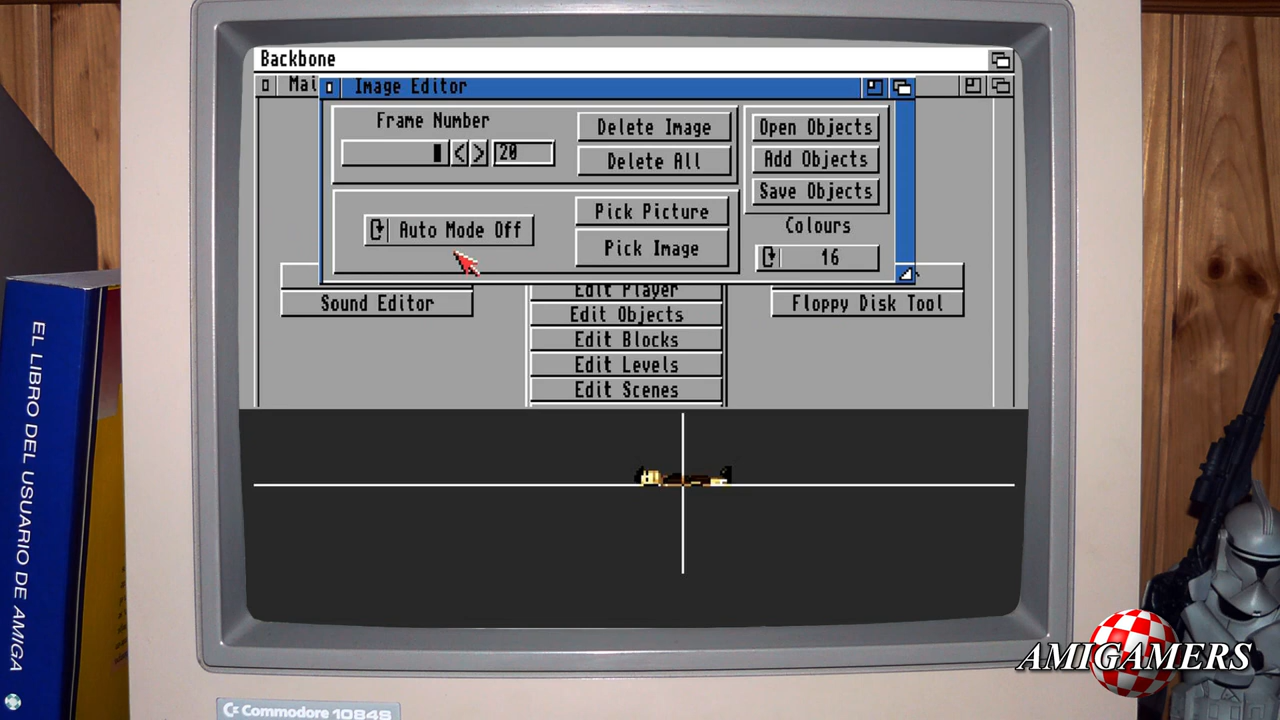 Backbone
Mai
Image Editor
Frame Number
20
Delete Image
Delete All
Open Objects
Add Objects
Save Objects
Auto Mode Off
Pick Picture
Pick Image
Colours
16
Sound Editor
Edit Player
Edit Objects
Edit Blocks
Edit Levels
Edit Scenes
Floppy Disk Tool
EL LIBRO DEL USUARIO DE AMIGA
Commodore 1084S
AMIGAMERS